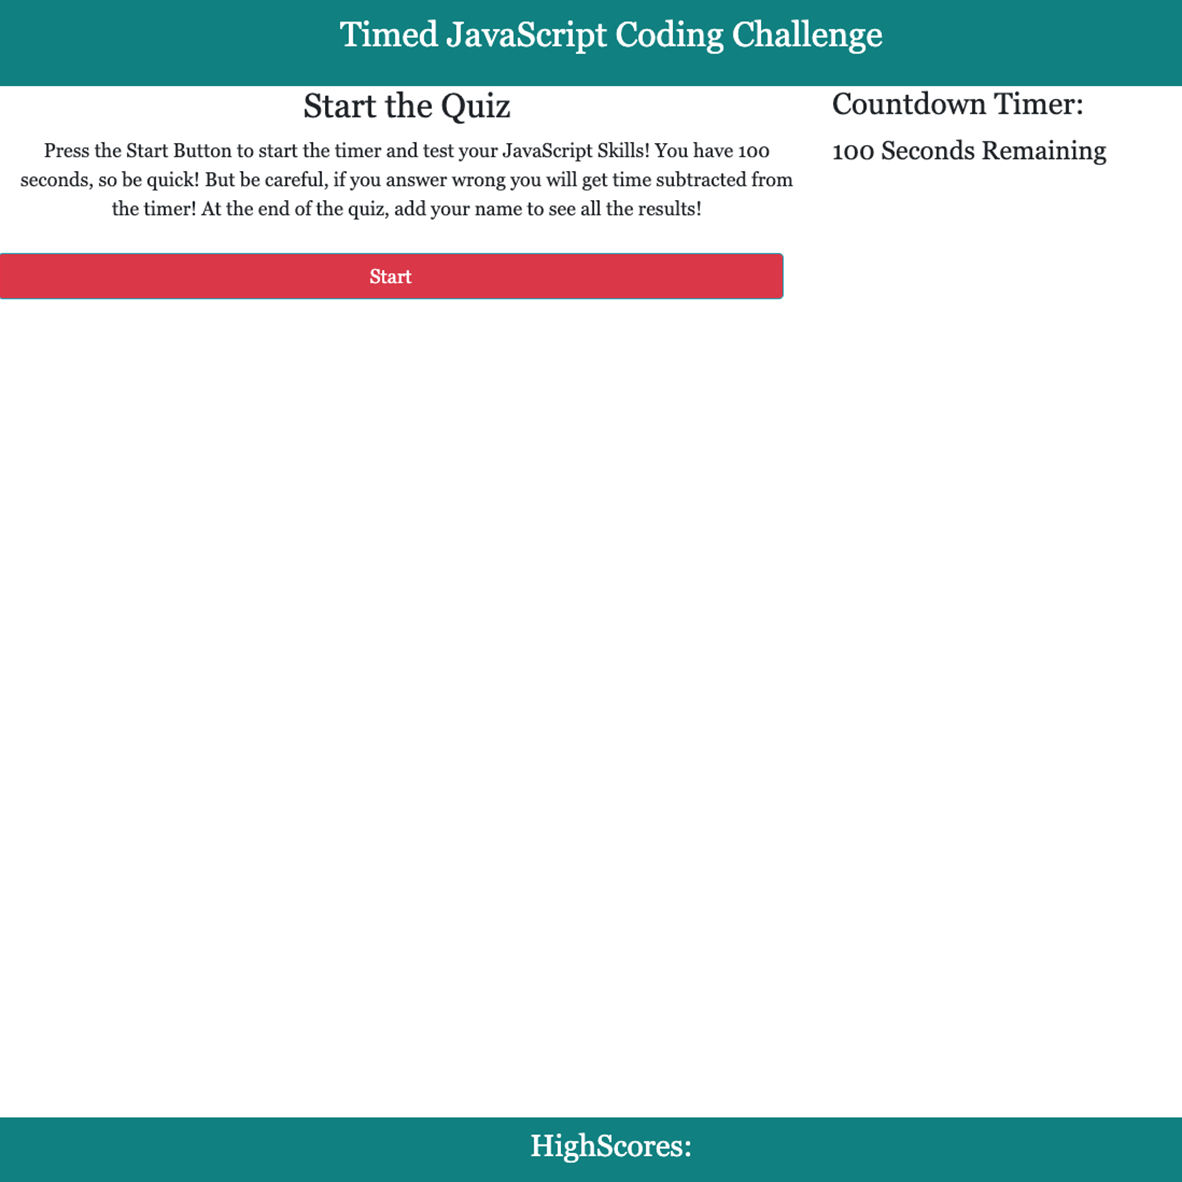 Timed JavaScript Coding Challenge
Start the Quiz
Press the Start Button to start the timer and test your JavaScript Skills! You have 100
seconds, so be quick! But be careful, if you answer wrong you will get time subtracted from
the timer! At the end of the quiz, add your name to see all the results!
Start
Countdown Timer:
100 Seconds Remaining
HighScores: